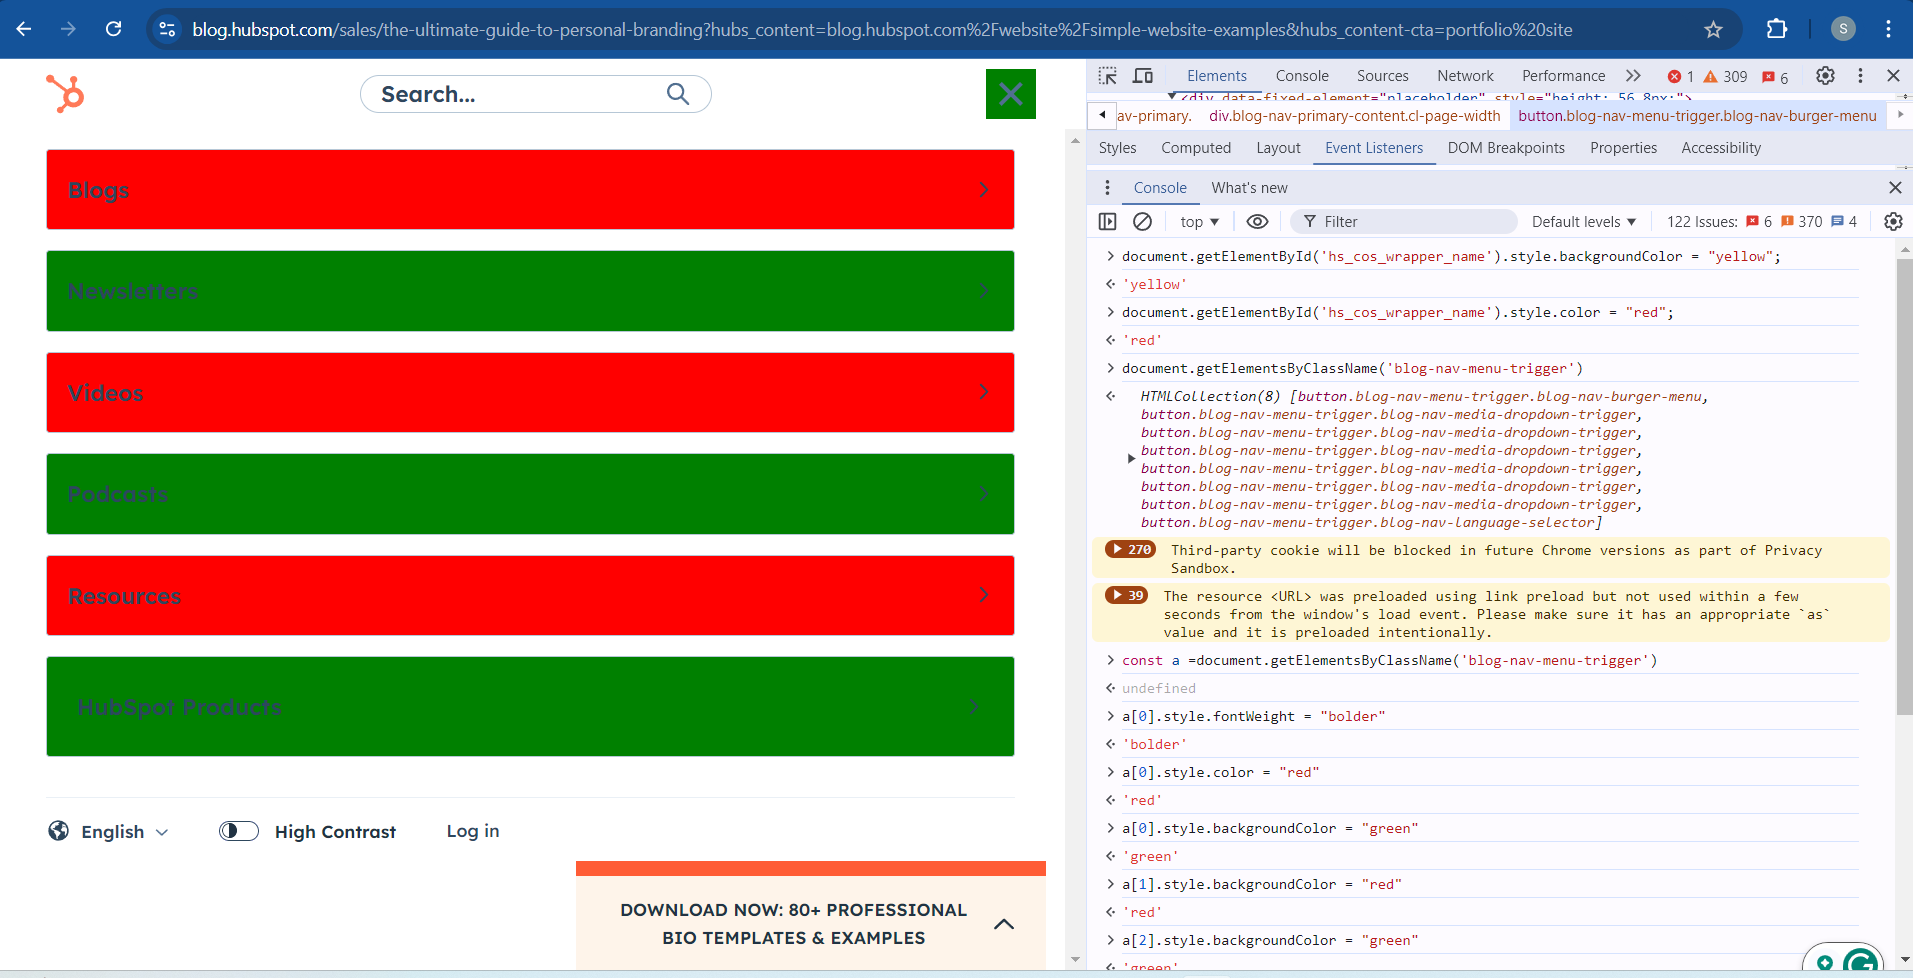 blog.hubspot.com/sales/the-ultimate-guide-to-personal-branding?hubs_content=blog.hubspot.com%2Fwebsite%2Fsimple-website-examples&hubs_content-cta=portfolio%20site
S
Search...
Blogs
Newsletters
Videos
Podcasts
Resources
HubSpot Products
English
High Contrast
Log in
DOWNLOAD NOW: 80+ PROFESSIONAL
BIO TEMPLATES & EXAMPLES
Elements Console Sources Network Performance 1 309 6
<div data-fixed-element="placeholder" style="height: 56.8px;">
av-primary. div.blog-nav-primary-content.cl-page-width button.blog-nav-menu-trigger.blog-nav-burger-menu
Styles Computed Layout Event Listeners DOM Breakpoints Properties Accessibility
Console What's new
top Filter Default levels 122 Issues: 6 370 4
document.getElementById('hs_cos_wrapper_name').style.backgroundColor = "yellow";
'yellow'
document.getElementById('hs_cos_wrapper_name').style.color = "red";
'red'
document.getElementsByClassName('blog-nav-menu-trigger')
HTMLCollection(8) [button.blog-nav-menu-trigger.blog-nav-burger-menu,
button.blog-nav-menu-trigger.blog-nav-media-dropdown-trigger,
button.blog-nav-menu-trigger.blog-nav-media-dropdown-trigger,
button.blog-nav-menu-trigger.blog-nav-media-dropdown-trigger,
button.blog-nav-menu-trigger.blog-nav-media-dropdown-trigger,
button.blog-nav-menu-trigger.blog-nav-media-dropdown-trigger,
button.blog-nav-menu-trigger.blog-nav-media-dropdown-trigger,
button.blog-nav-menu-trigger.blog-nav-language-selector]
270 Third-party cookie will be blocked in future Chrome versions as part of Privacy
Sandbox.
39 The resource <URL> was preloaded using link preload but not used within a few
seconds from the window's load event. Please make sure it has an appropriate `as`
value and it is preloaded intentionally.
const a =document.getElementsByClassName('blog-nav-menu-trigger')
undefined
a[0].style.fontWeight = "bolder"
'bolder'
a[0].style.color = "red"
'red'
a[0].style.backgroundColor = "green"
'green'
a[1].style.backgroundColor = "red"
'red'
a[2].style.backgroundColor = "green"
'green'